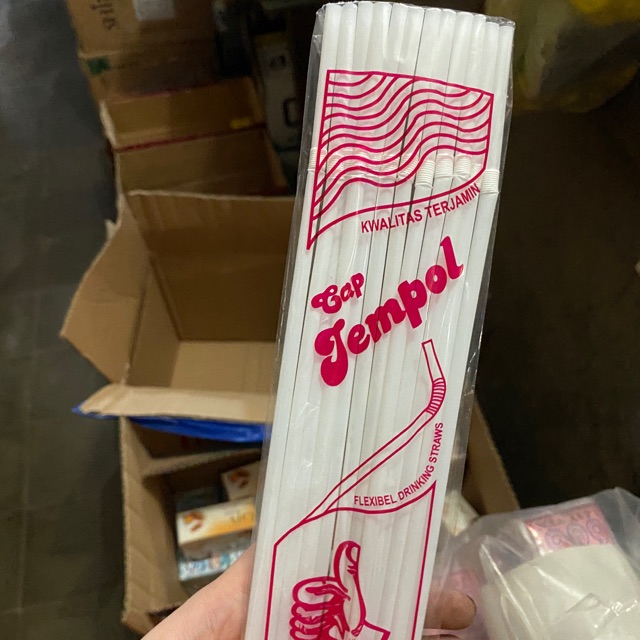 KWALITAS TERJAMIN
Cap
Jempol
FLEXIBEL DRINKING STRAWS